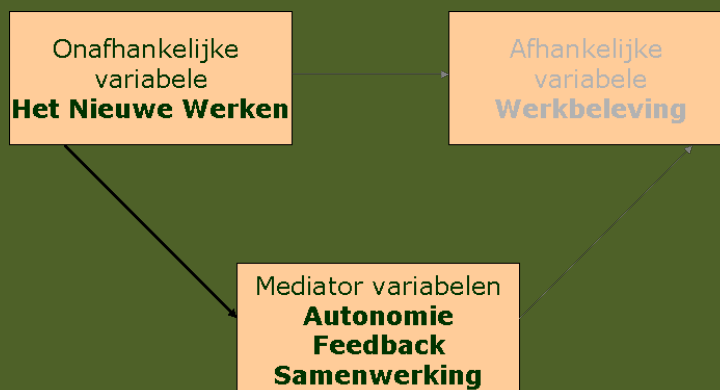 Onafhankelijke
variabele
Het Nieuwe Werken
Afhankelijke
variabele
Werkbeleving
Mediator variabelen
Autonomie
Feedback
Samenwerking